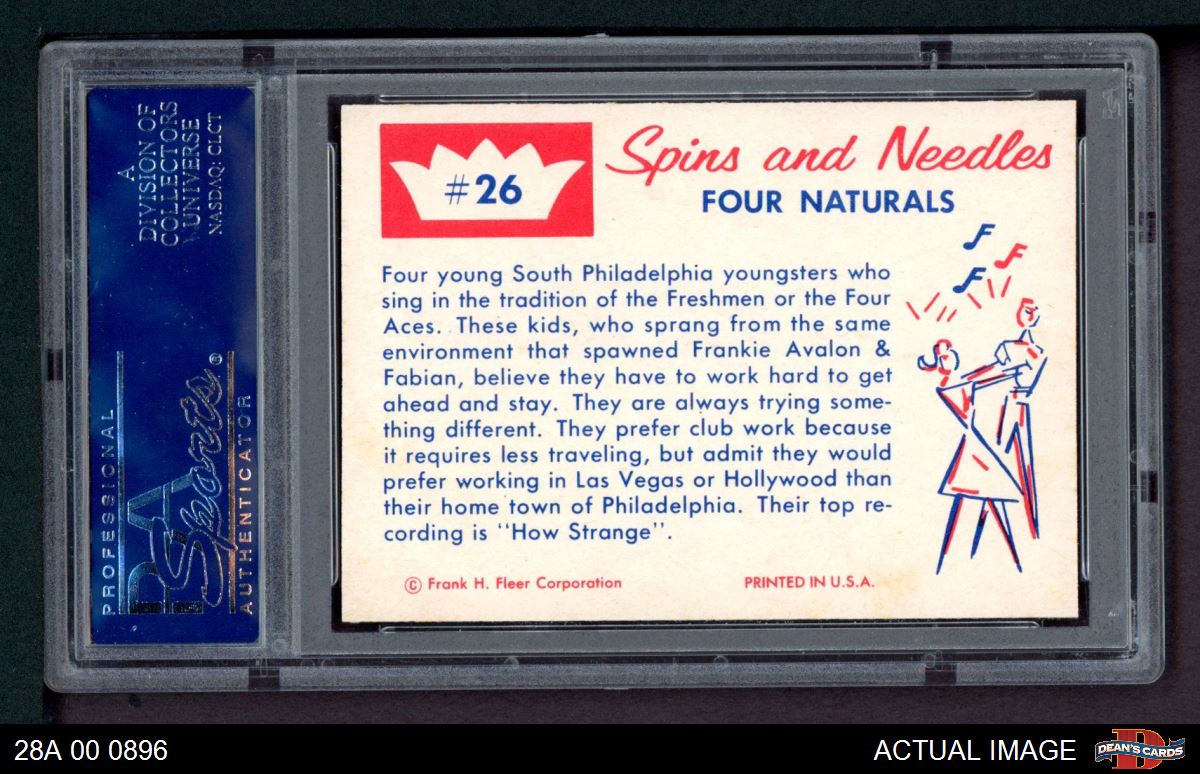 A
DIVISION OF
COLLECTORS
UNIVERSE
NASDAQ: CLCT
PROFESSIONAL
PSA
Sports®
AUTHENTICATOR
#26
Spins and Needles
FOUR NATURALS
Four young South Philadelphia youngsters who
sing in the tradition of the Freshmen or the Four
Aces. These kids, who sprang from the same
environment that spawned Frankie Avalon &
Fabian, believe they have to work hard to get
ahead and stay. They are always trying some-
thing different. They prefer club work because
it requires less traveling, but admit they would
prefer working in Las Vegas or Hollywood than
their home town of Philadelphia. Their top re-
cording is "How Strange".
© Frank H. Fleer Corporation
PRINTED IN U.S.A.
28A 00 0896
ACTUAL IMAGE
DEAN'S CARDS